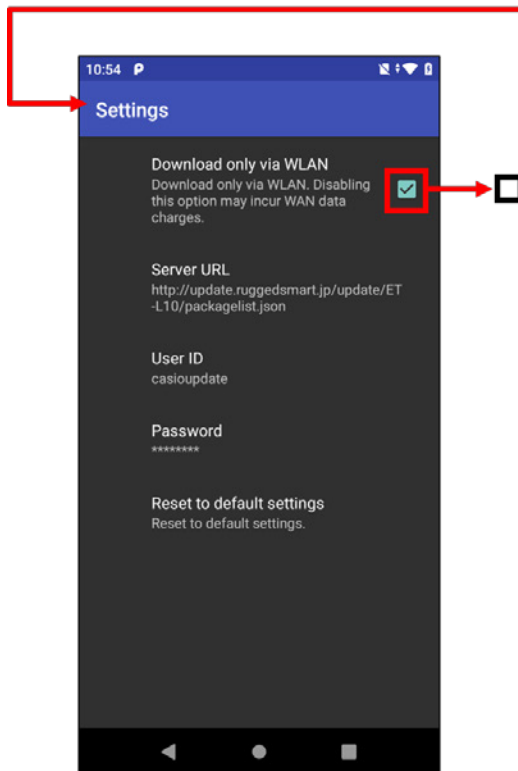 10:54
Settings
Download only via WLAN
Download only via WLAN. Disabling
this option may incur WAN data
charges.
Server URL
http://update.ruggedsmart.jp/update/ET
-L10/packagelist.json
User ID
casioupdate
Password
********
Reset to default settings
Reset to default settings.